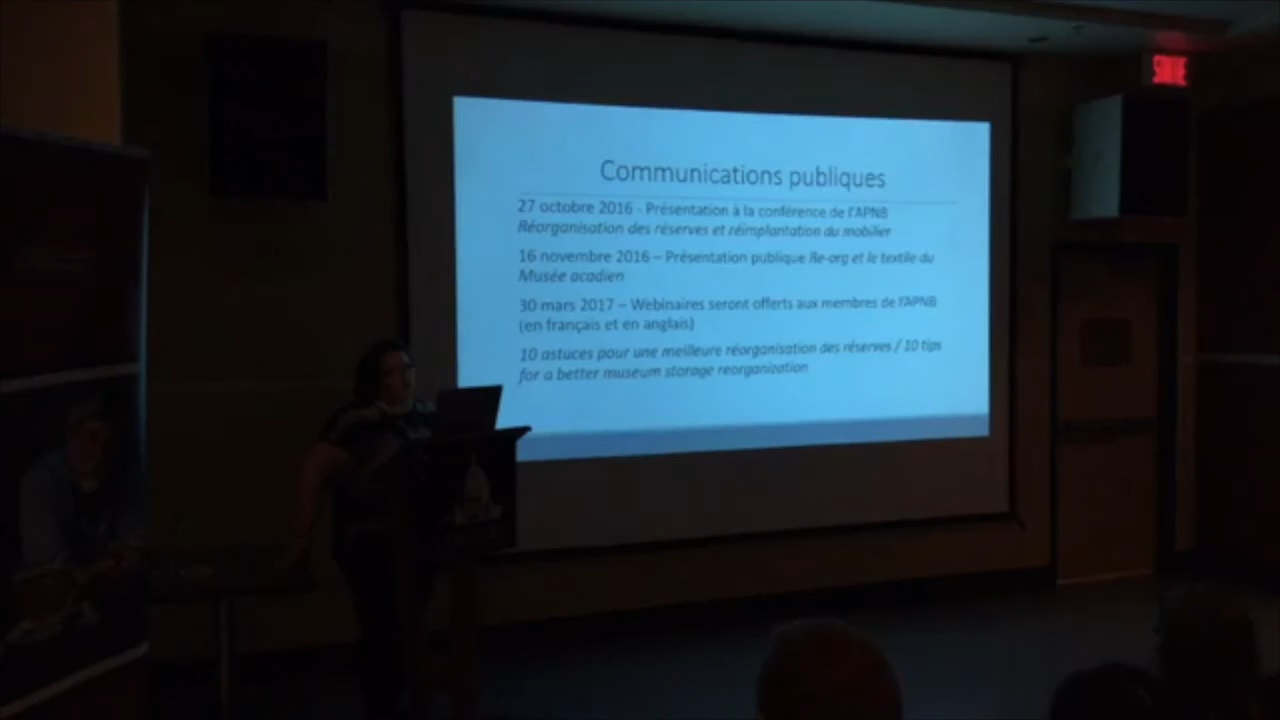 SORTIE
Communications publiques
27 octobre 2016 - Présentation à la conférence de l'APNB
Réorganisation des réserves et réimplantation du mobilier
16 novembre 2016 – Présentation publique Re-org et le textile du
Musée acadien
30 mars 2017 – Webinaires seront offerts aux membres de l'APNB
(en français et en anglais)
10 astuces pour une meilleure réorganisation des réserves / 10 tips
for a better museum storage reorganization